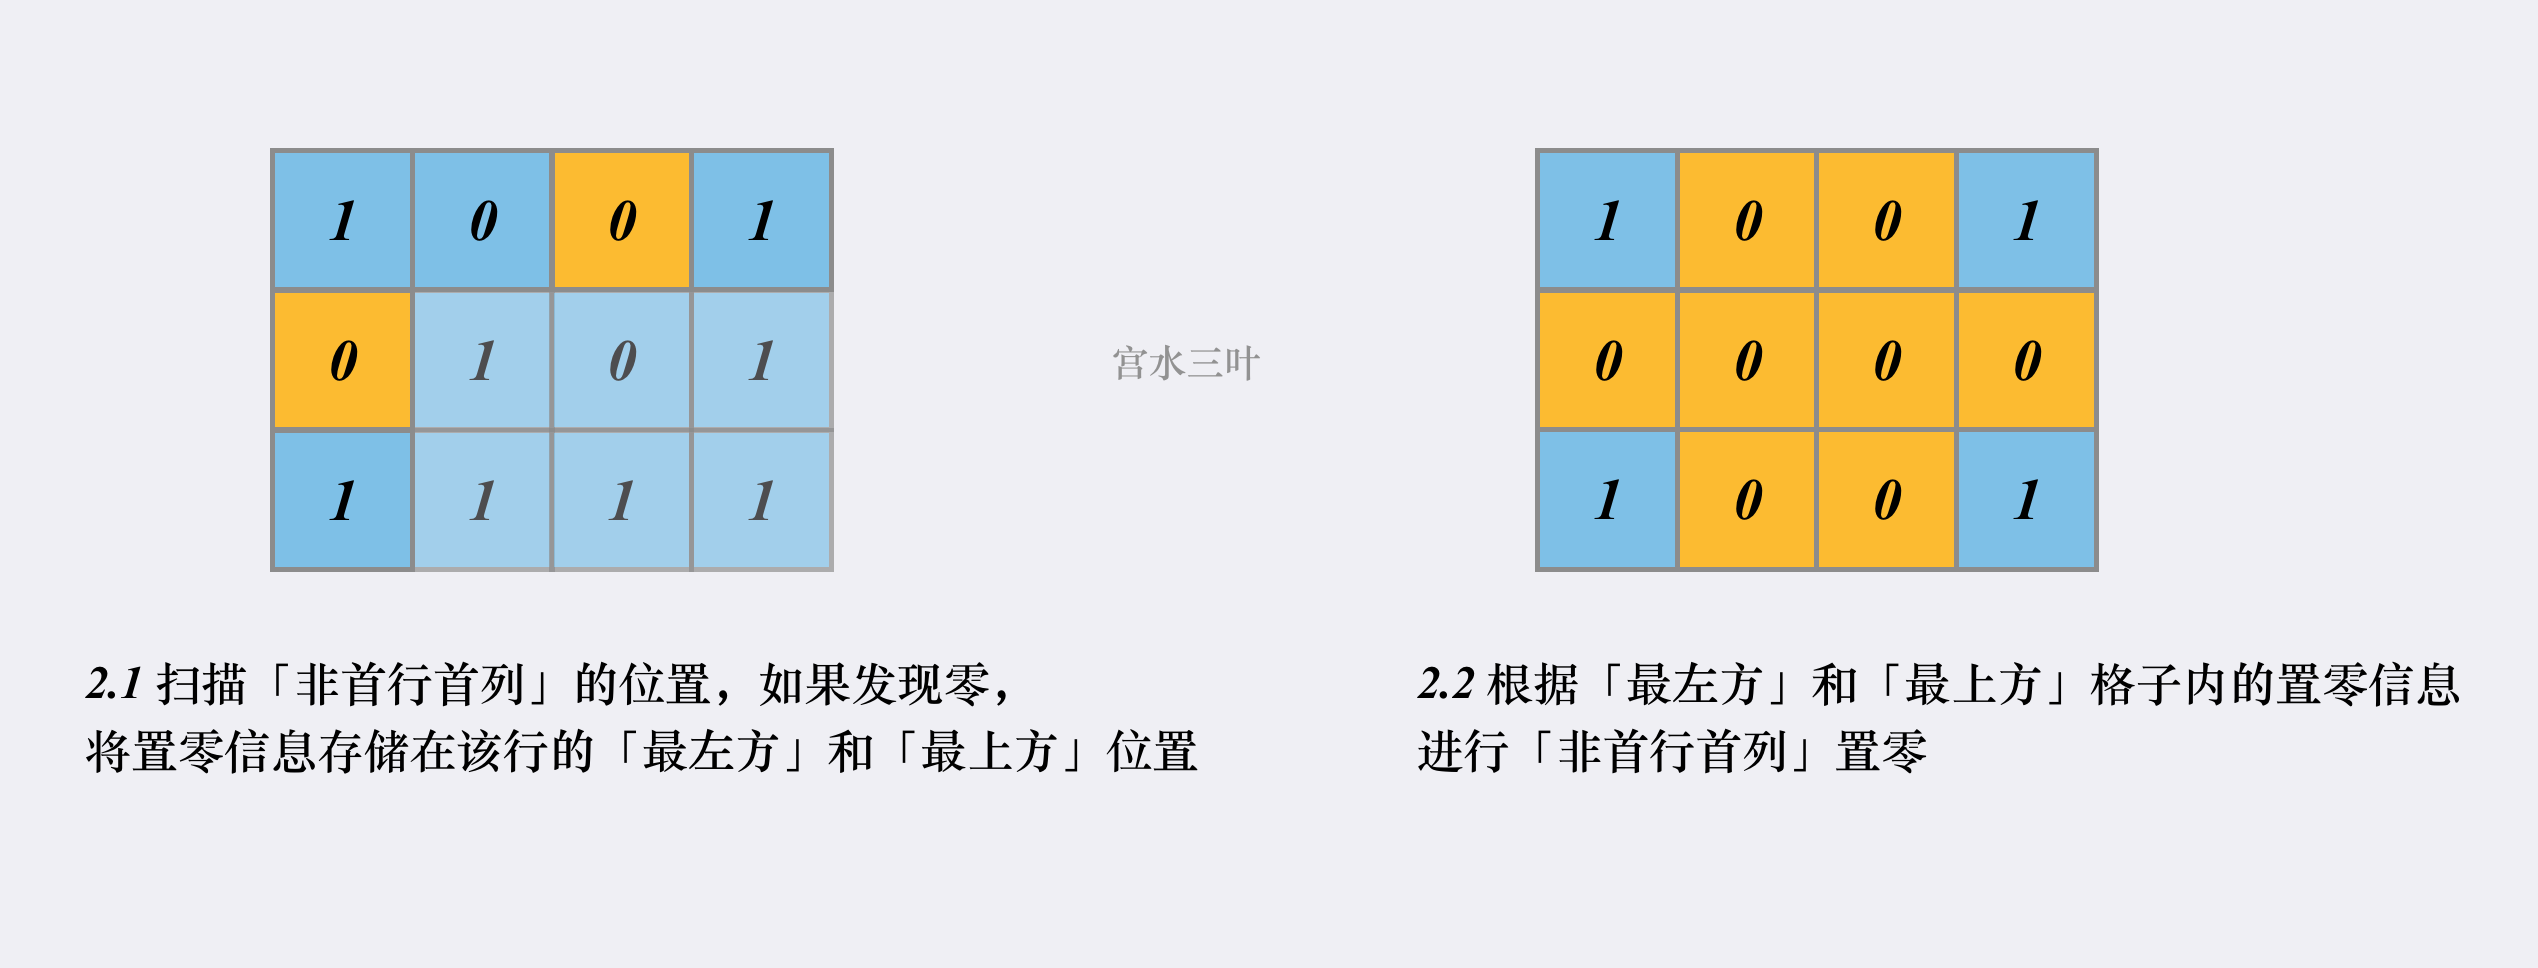 1 0 0 1
0 1 0 1
1 1 1 1
宫水三叶
1 0 0 1
0 0 0 0
1 0 0 1
2.1 扫描「非首行首列」的位置，如果发现零，
将置零信息存储在该行的「最左方」和「最上方」位置
2.2 根据「最左方」和「最上方」格子内的置零信息
进行「非首行首列」置零